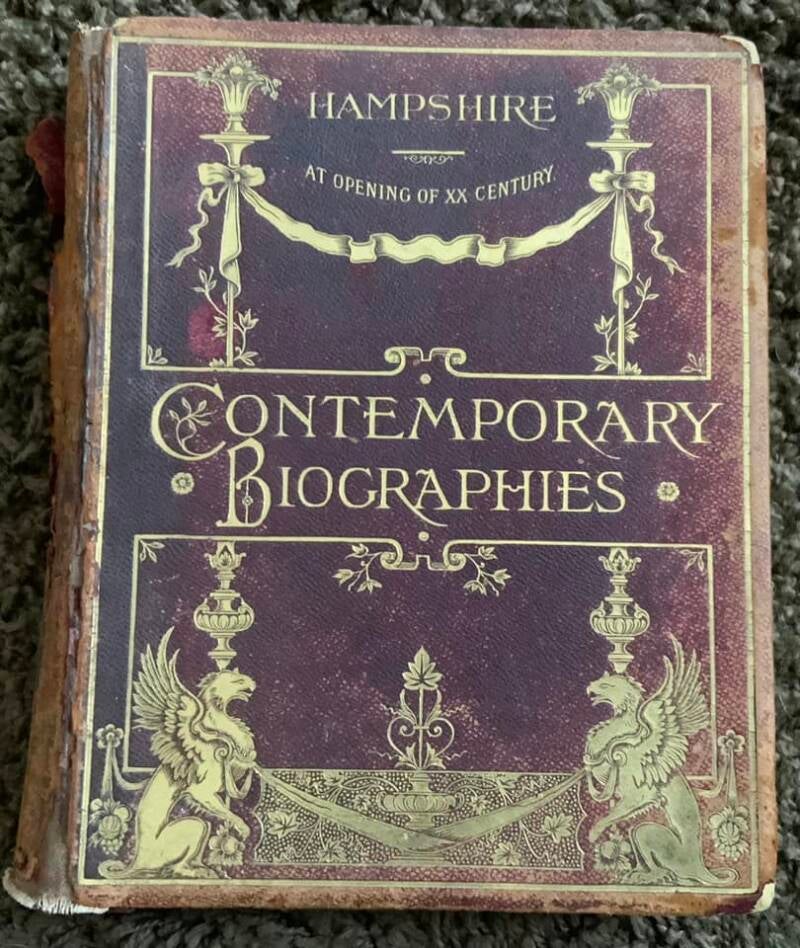 HAMPSHIRE
AT OPENING OF XX CENTURY.
CONTEMPORARY
BIOGRAPHIES